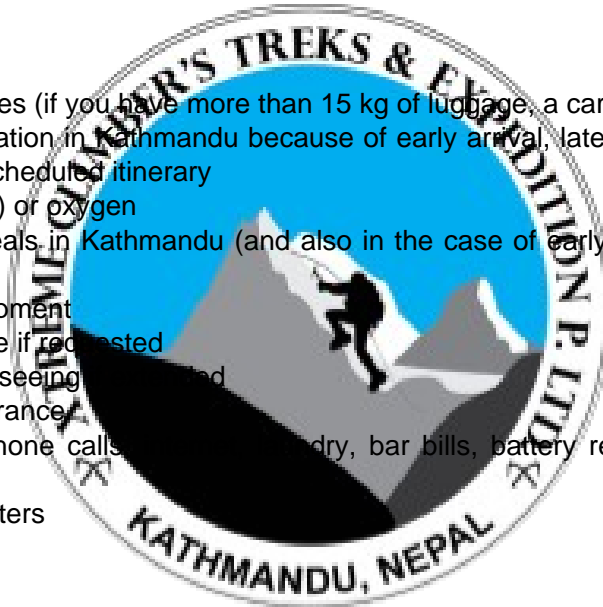 EXTREME CLIMBER'S TREKS & EXPEDITION P. LTD.
es (if you have more than 15 kg of luggage, a car
ation in Kathmandu because of early arrival, late
cheduled itinerary
) or oxygen
eals in Kathmandu (and also in the case of early
oment
e if requested
seeing
rance
hone calls, dry, bar bills, battery re
ters
KATHMANDU, NEPAL